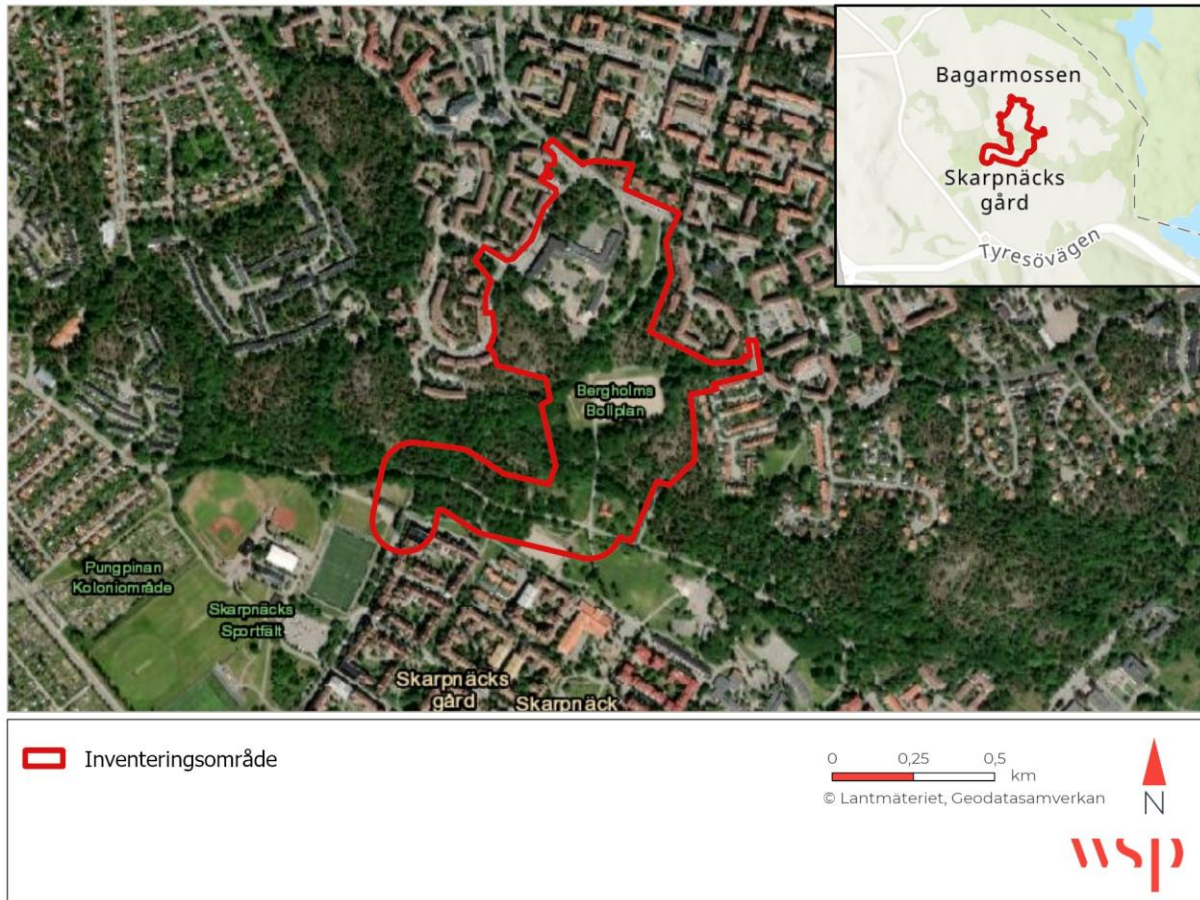 Bagarmossen
Skarpnäcks
gård
Tyresövägen
Bergholms
Bollplan
Pungpinan
Koloniområde
Skarpnäcks
Sportfält
Skarpnäcks
gård
Skarpnäck
Inventeringsområde
0 0,25 0,5
km
© Lantmäteriet, Geodatasamverkan
N
wsp